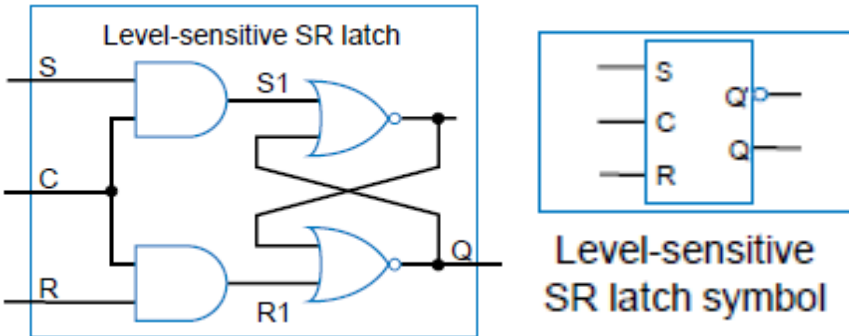 Level-sensitive SR latch
S
S1
C
R
R1
Q
S
Q'
C
Q
R
Level-sensitive
SR latch symbol